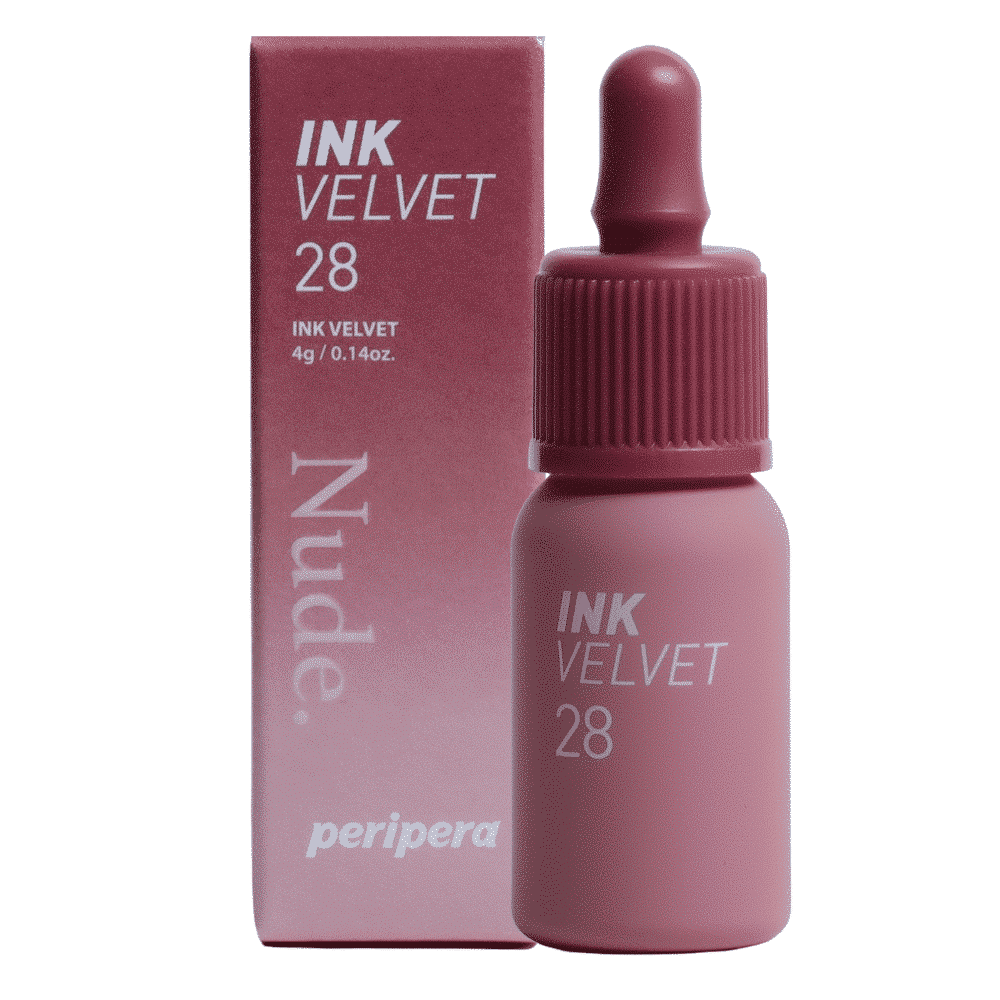 INK
VELVET
28
INK VELVET
4g / 0.14oz.
Nude.
peripera
INK
VELVET
28